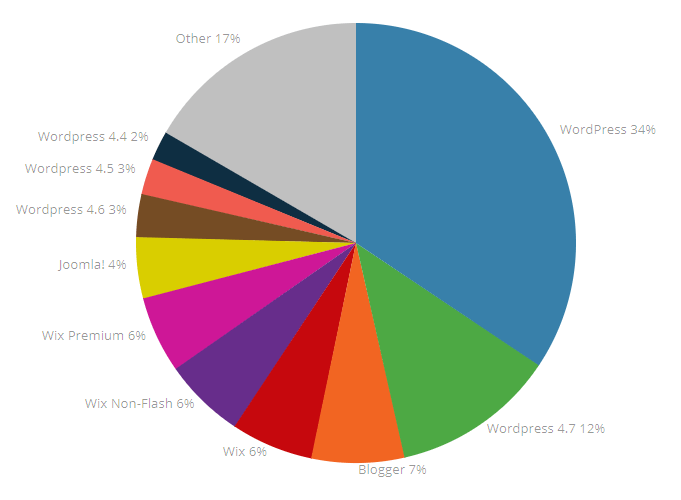 Other 17%
WordPress 34%
Wordpress 4.4 2%
Wordpress 4.5 3%
Wordpress 4.6 3%
Joomla! 4%
Wix Premium 6%
Wix Non-Flash 6%
Wordpress 4.7 12%
Wix 6%
Blogger 7%